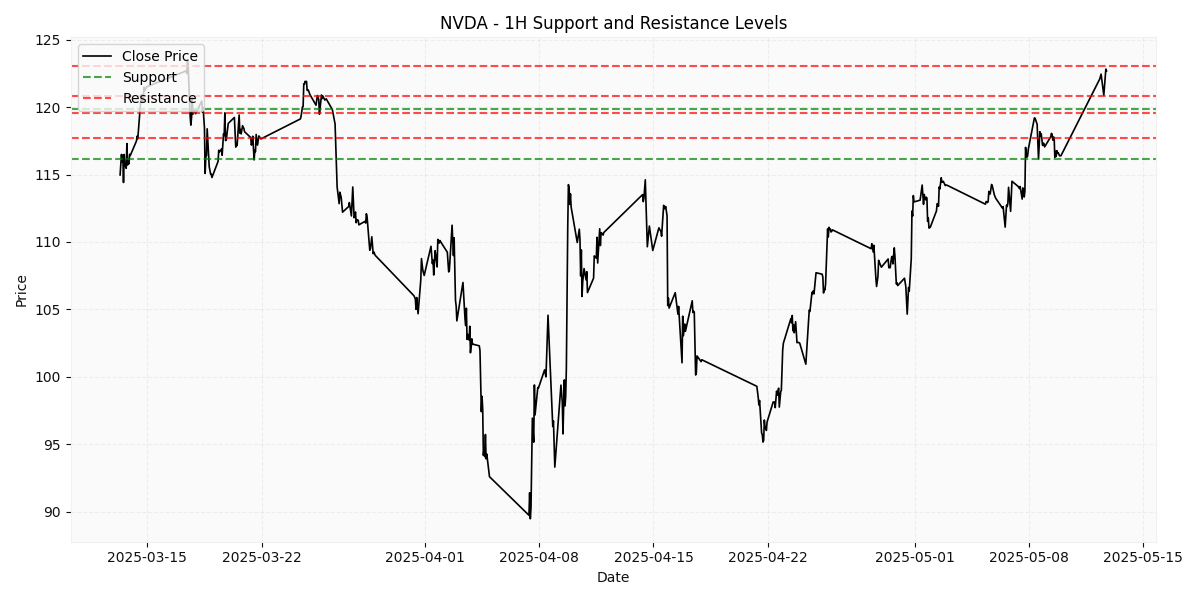 NVDA - 1H Support and Resistance Levels
Close Price
Support
Resistance
125
120
115
110
105
100
95
90
Price
2025-03-15 2025-03-22 2025-04-01 2025-04-08 2025-04-15 2025-04-22 2025-05-01 2025-05-08 2025-05-15
Date